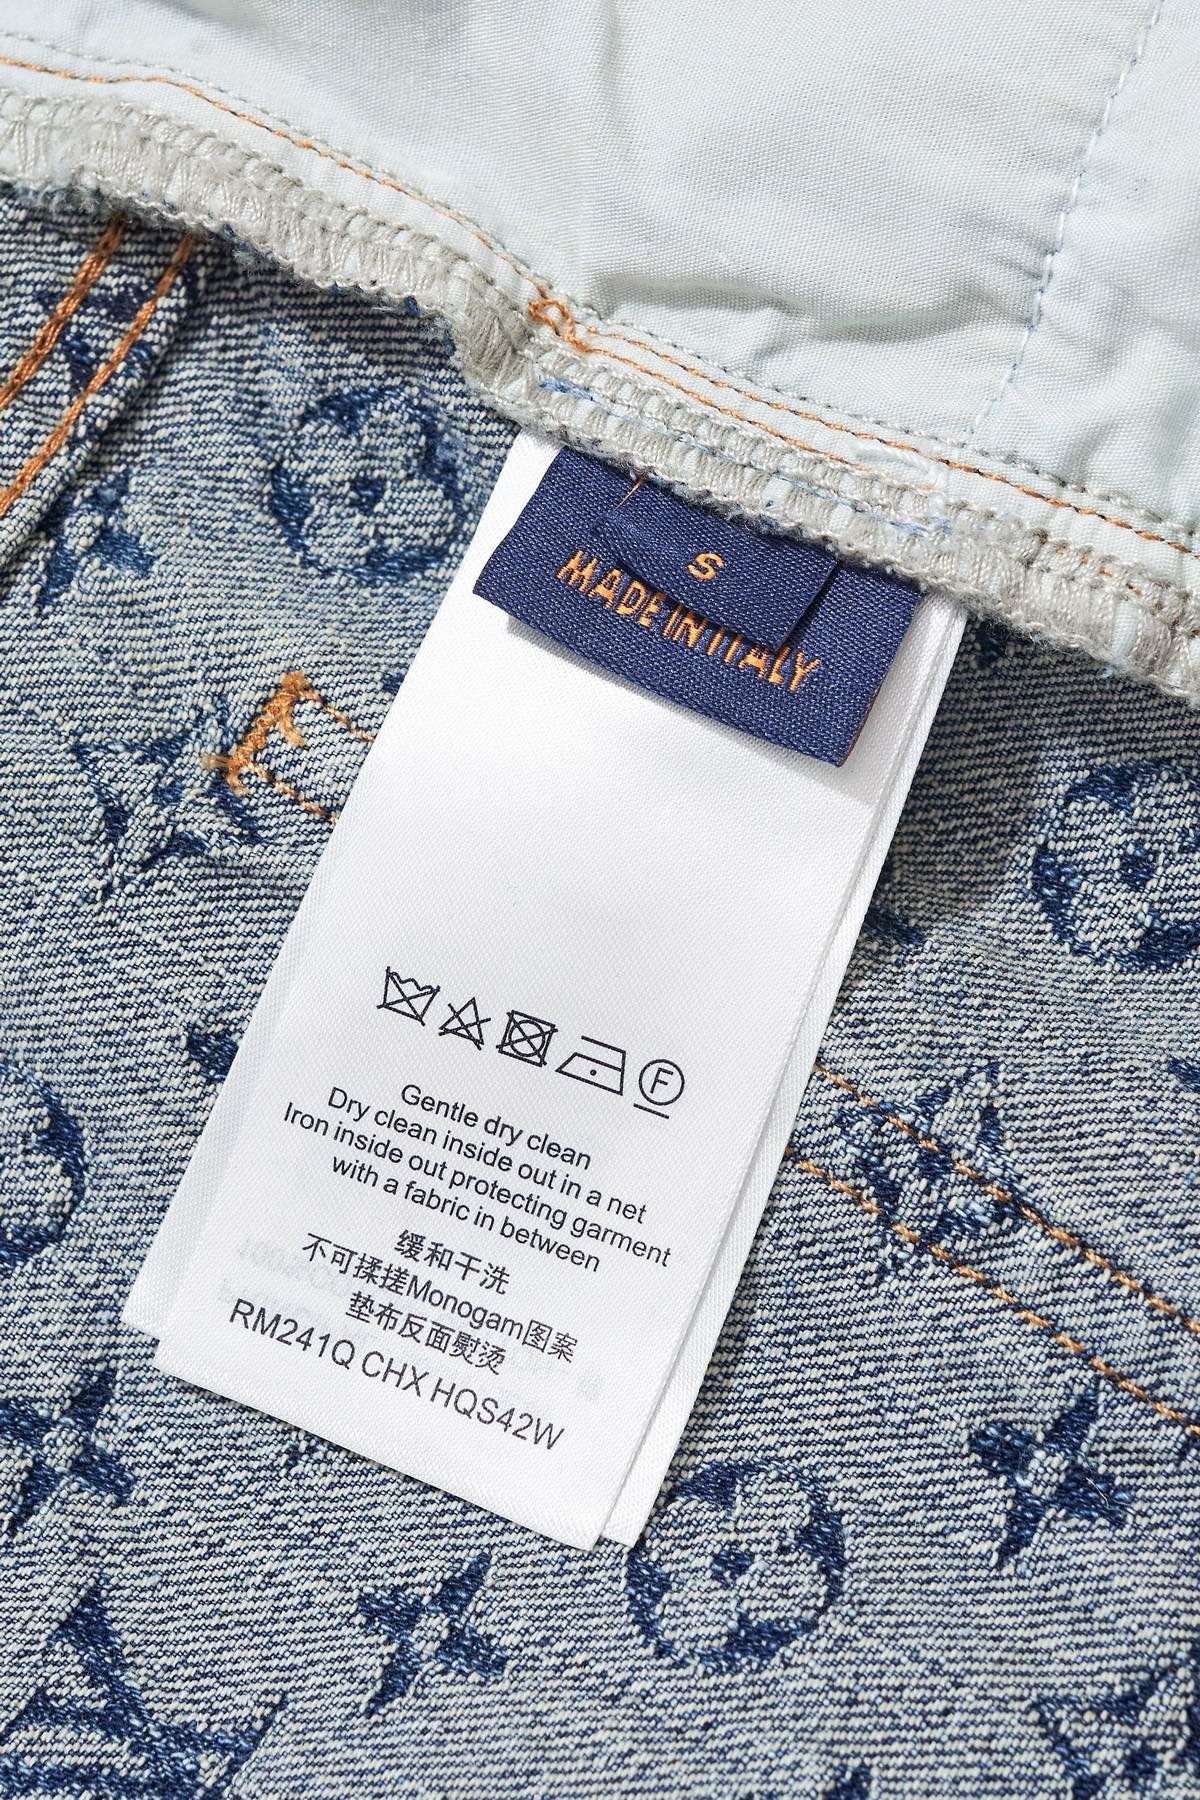 S
MADE IN ITALY
F
Gentle dry clean
Dry clean inside out in a net
Iron inside out protecting garment
with a fabric in between
缓和干洗
不可揉搓Monogam图案
垫布反面熨烫
RM241Q CHX HQS42W